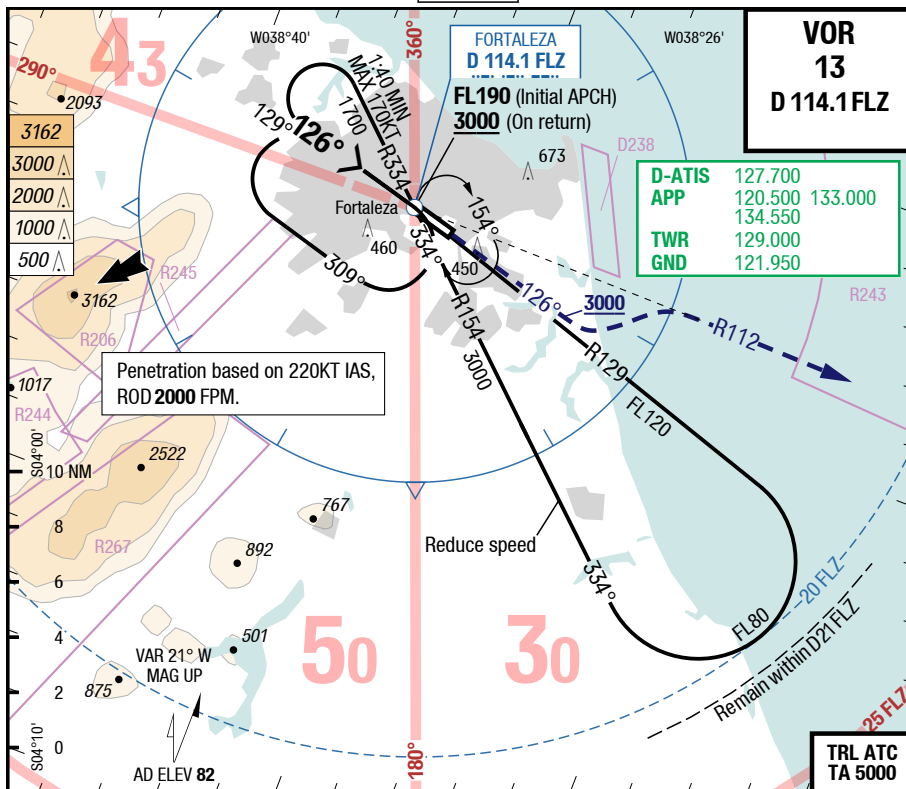 43
290°
2093
3162
3000
2000
1000
500
W038°40'
360°
W038°26'
FORTALEZA
D 114.1 FLZ
FL190 (Initial APCH)
3000 (On return)
VOR
13
D 114.1 FLZ
1:40 MIN
MAX 170KT
1700
129°
126°
R334
673
D238
D-ATIS 127.700
APP 120.500 133.000
134.550
TWR 129.000
GND 121.950
Fortaleza
460
154°
334°
450
309°
R245
3162
R206
126°
3000
R112
R243
R154
3000
R129
FL120
Penetration based on 220KT IAS,
ROD 2000 FPM.
1017
R244
S04°00'
10 NM
2522
767
8
R267
892
Reduce speed
6
334°
20 FLZ
4
501
50
30
FL80
Remain within D21 FLZ
VAR 21° W
MAG UP
2
875
25 FLZ
S04°10'
0
180°
AD ELEV 82
TRL ATC
TA 5000